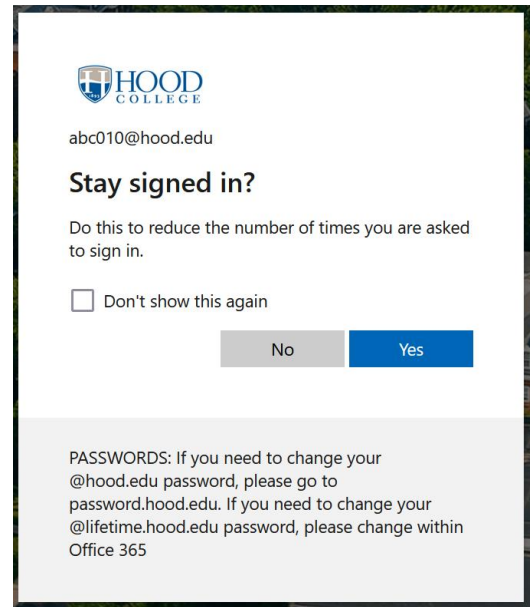 HOOD
COLLEGE
abc010@hood.edu
Stay signed in?
Do this to reduce the number of times you are asked
to sign in.
Don't show this again
No
Yes
PASSWORDS: If you need to change your
@hood.edu password, please go to
password.hood.edu. If you need to change your
@lifetime.hood.edu password, please change within
Office 365